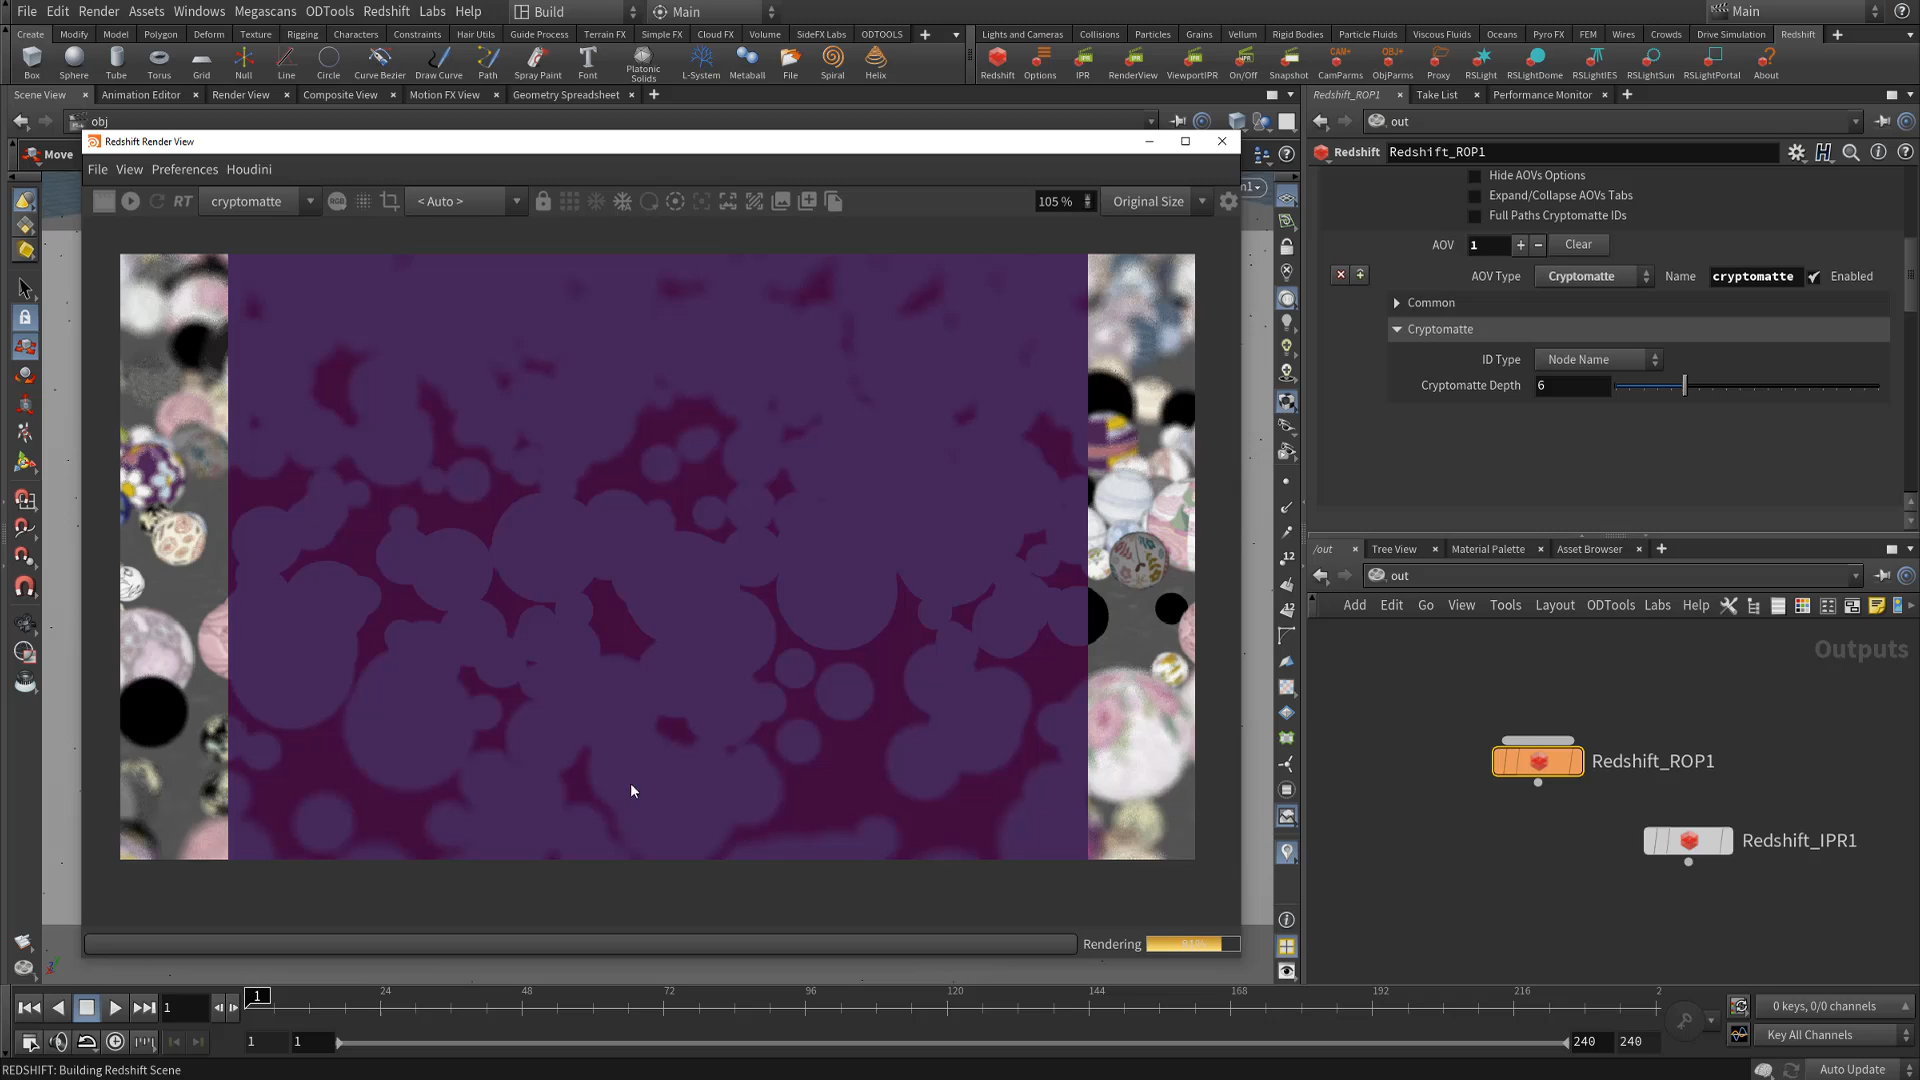 File Edit Render Assets Windows Megascans ODTools Redshift Labs Help Build Main Main
Create Modify Model Polygon Deform Texture Rigging Characters Constraints Hair Utils Guide Process Terrain FX Simple FX Cloud FX Volume SideFX Labs ODTOOLS
Lights and Cameras Collisions Particles Grains Vellum Rigid Bodies Particle Fluids Viscous Fluids Oceans Pyro FX FEM Wires Crowds Drive Simulation Redshift
Box Sphere Tube Torus Grid Null Line Circle Curve Bezier Draw Curve Path Spray Paint Font Platonic Solids L-System Metaball File Spiral Helix
Redshift Options IPR RenderView ViewportIPR On/Off Snapshot CamParms ObjParms Proxy RSLight RSLightDome RSLightIES RSLightSun RSLightPortal About
Scene View Animation Editor Render View Composite View Motion FX View Geometry Spreadsheet
Redshift_ROP1 Take List Performance Monitor
obj
out
Redshift Render View
Move
Redshift Redshift_ROP1
File View Preferences Houdini
RT cryptomatte < Auto > 105 % Original Size
Hide AOVs Options
Expand/Collapse AOVs Tabs
Full Paths Cryptomatte IDs
AOV 1 Clear
AOV Type Cryptomatte Name cryptomatte Enabled
Common
Cryptomatte
ID Type Node Name
Cryptomatte Depth 6
/out Tree View Material Palette Asset Browser
out
Add Edit Go View Tools Layout ODTools Labs Help
Outputs
Redshift_ROP1
Redshift_IPR1
Rendering
1 1 24 48 72 96 120 144 168 192 216 2
0 keys, 0/0 channels
1 1 240 240
Key All Channels
REDSHIFT: Building Redshift Scene
Auto Update